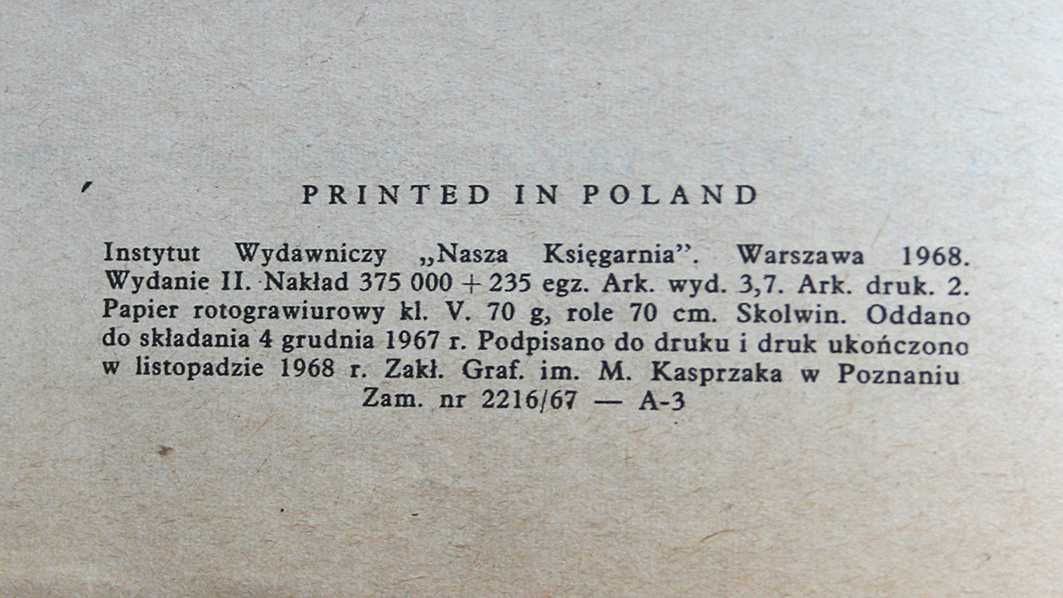 PRINTED IN POLAND
Instytut Wydawniczy „Nasza Księgarnia”. Warszawa 1968.
Wydanie II. Nakład 375 000 + 235 egz. Ark. wyd. 3,7. Ark. druk. 2.
Papier rotograwiurowy kl. V. 70 g, role 70 cm. Skolwin. Oddano
do składania 4 grudnia 1967 r. Podpisano do druku i druk ukończono
w listopadzie 1968 r. Zakł. Graf. im. M. Kasprzaka w Poznaniu
Zam. nr 2216/67 — A-3